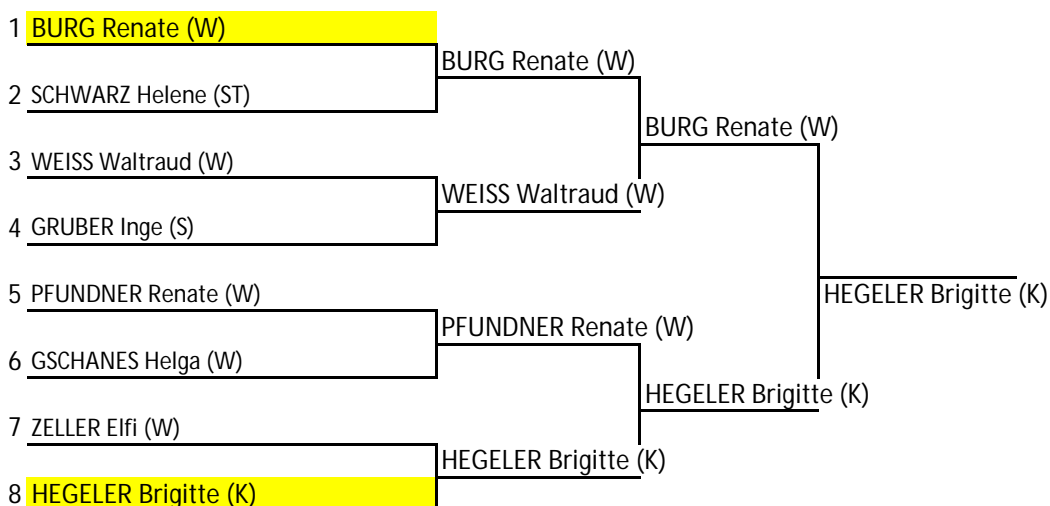 1 BURG Renate (W)
BURG Renate (W)
2 SCHWARZ Helene (ST)
BURG Renate (W)
3 WEISS Waltraud (W)
WEISS Waltraud (W)
4 GRUBER Inge (S)
HEGELER Brigitte (K)
5 PFUNDNER Renate (W)
PFUNDNER Renate (W)
6 GSCHANES Helga (W)
HEGELER Brigitte (K)
7 ZELLER Elfi (W)
HEGELER Brigitte (K)
8 HEGELER Brigitte (K)